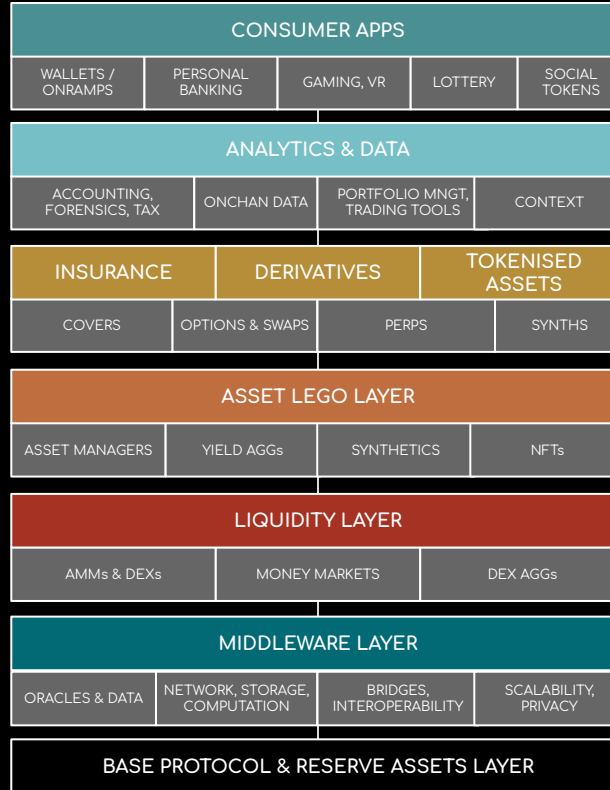 CONSUMER APPS
WALLETS /
ONRAMPS
PERSONAL
BANKING
GAMING, VR
LOTTERY
SOCIAL
TOKENS
ANALYTICS & DATA
ACCOUNTING,
FORENSICS, TAX
ONCHAN DATA
PORTFOLIO MNGT,
TRADING TOOLS
CONTEXT
INSURANCE
DERIVATIVES
TOKENISED
ASSETS
COVERS
OPTIONS & SWAPS
PERPS
SYNTHS
ASSET LEGO LAYER
ASSET MANAGERS
YIELD AGGs
SYNTHETICS
NFTs
LIQUIDITY LAYER
AMMs & DEXs
MONEY MARKETS
DEX AGGs
MIDDLEWARE LAYER
ORACLES & DATA
NETWORK, STORAGE,
COMPUTATION
BRIDGES,
INTEROPERABILITY
SCALABILITY,
PRIVACY
BASE PROTOCOL & RESERVE ASSETS LAYER